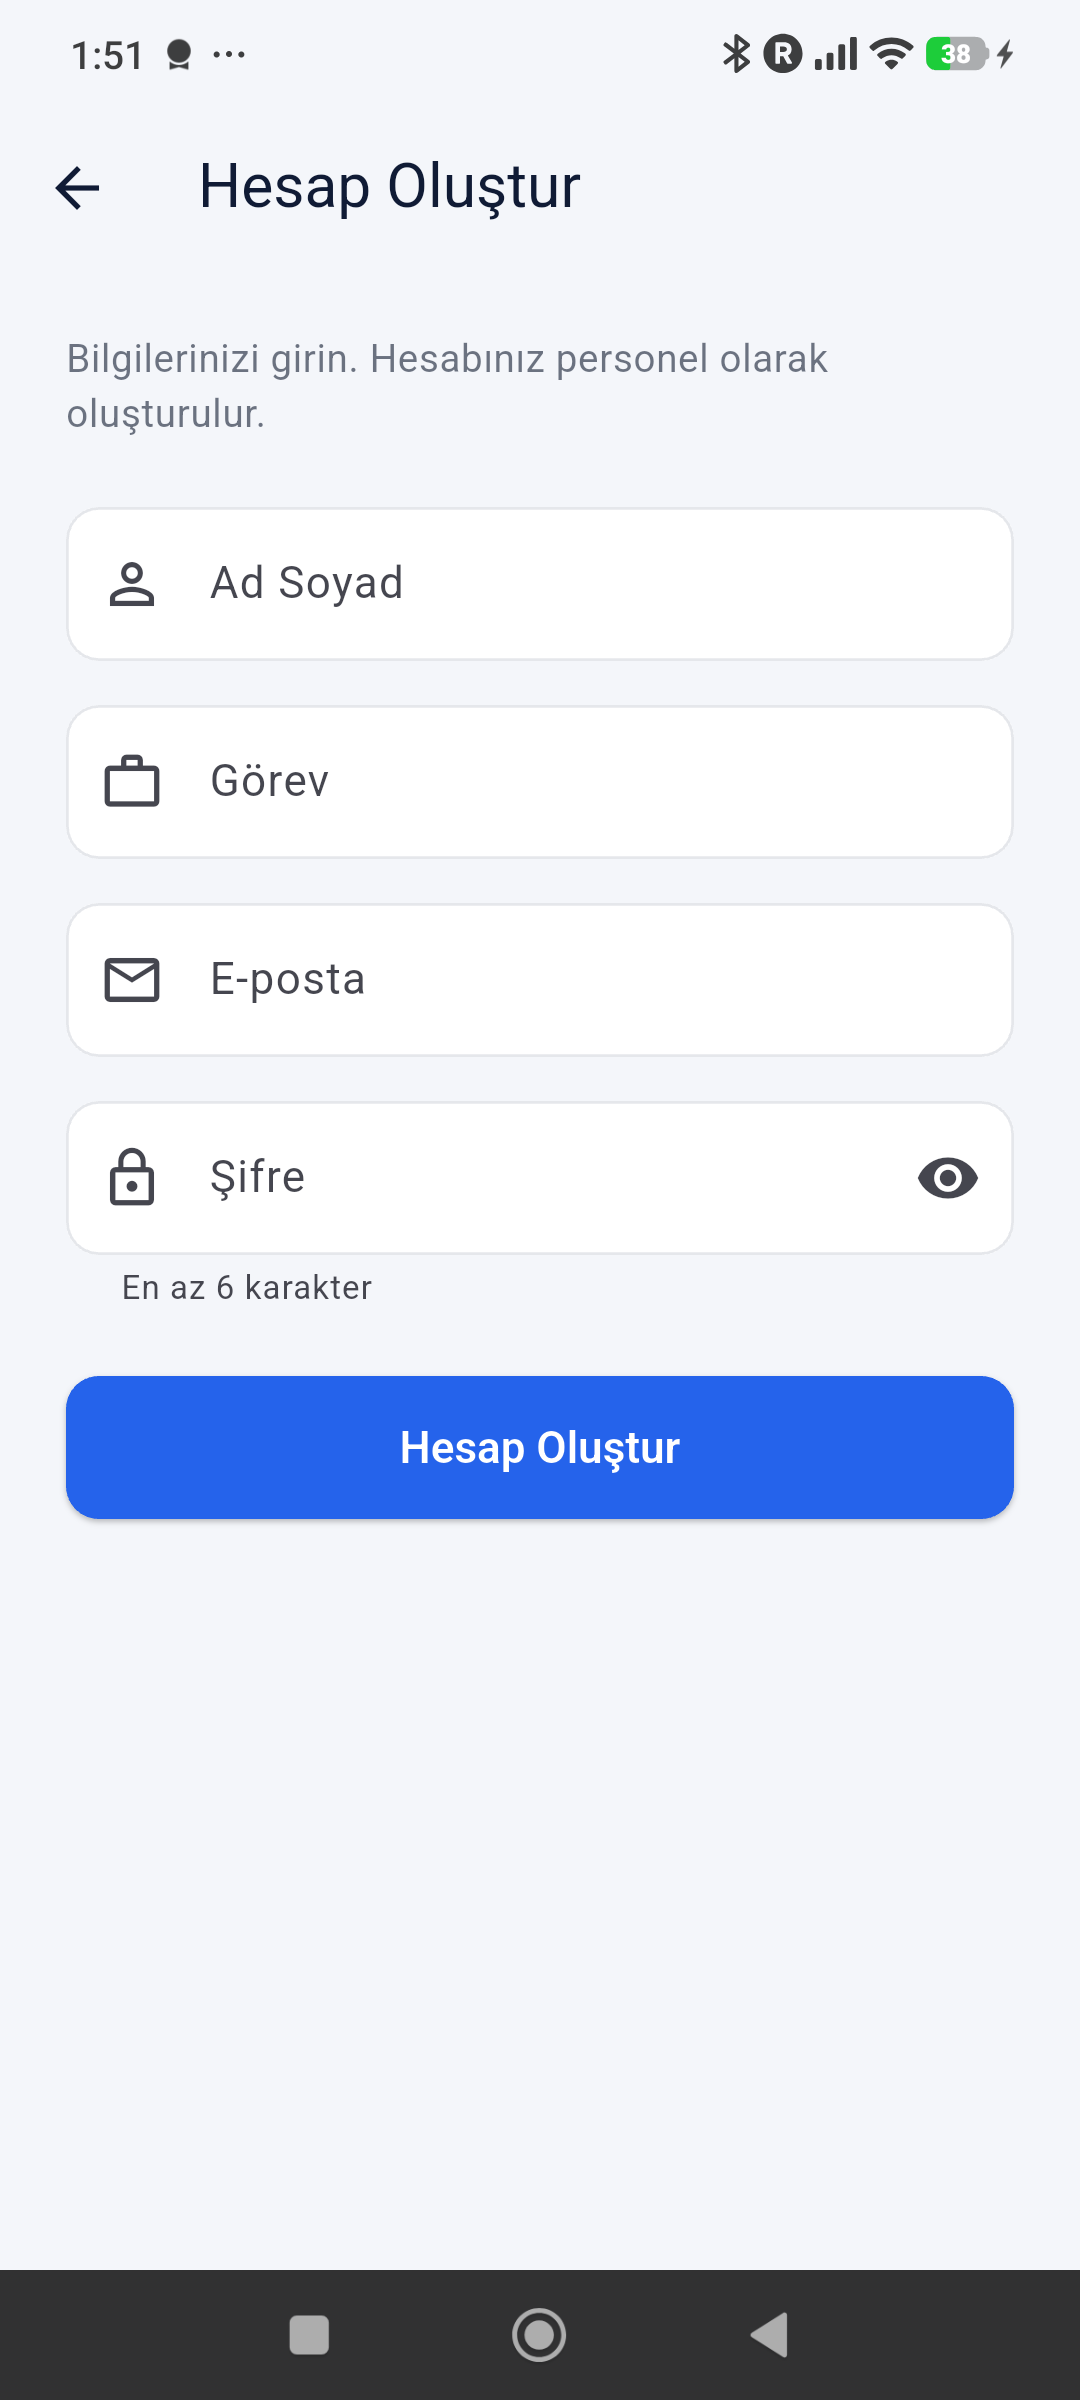 1:51
R
38
Hesap Oluştur
Bilgilerinizi girin. Hesabınız personel olarak
oluşturulur.
Ad Soyad
Görev
E-posta
Şifre
En az 6 karakter
Hesap Oluştur